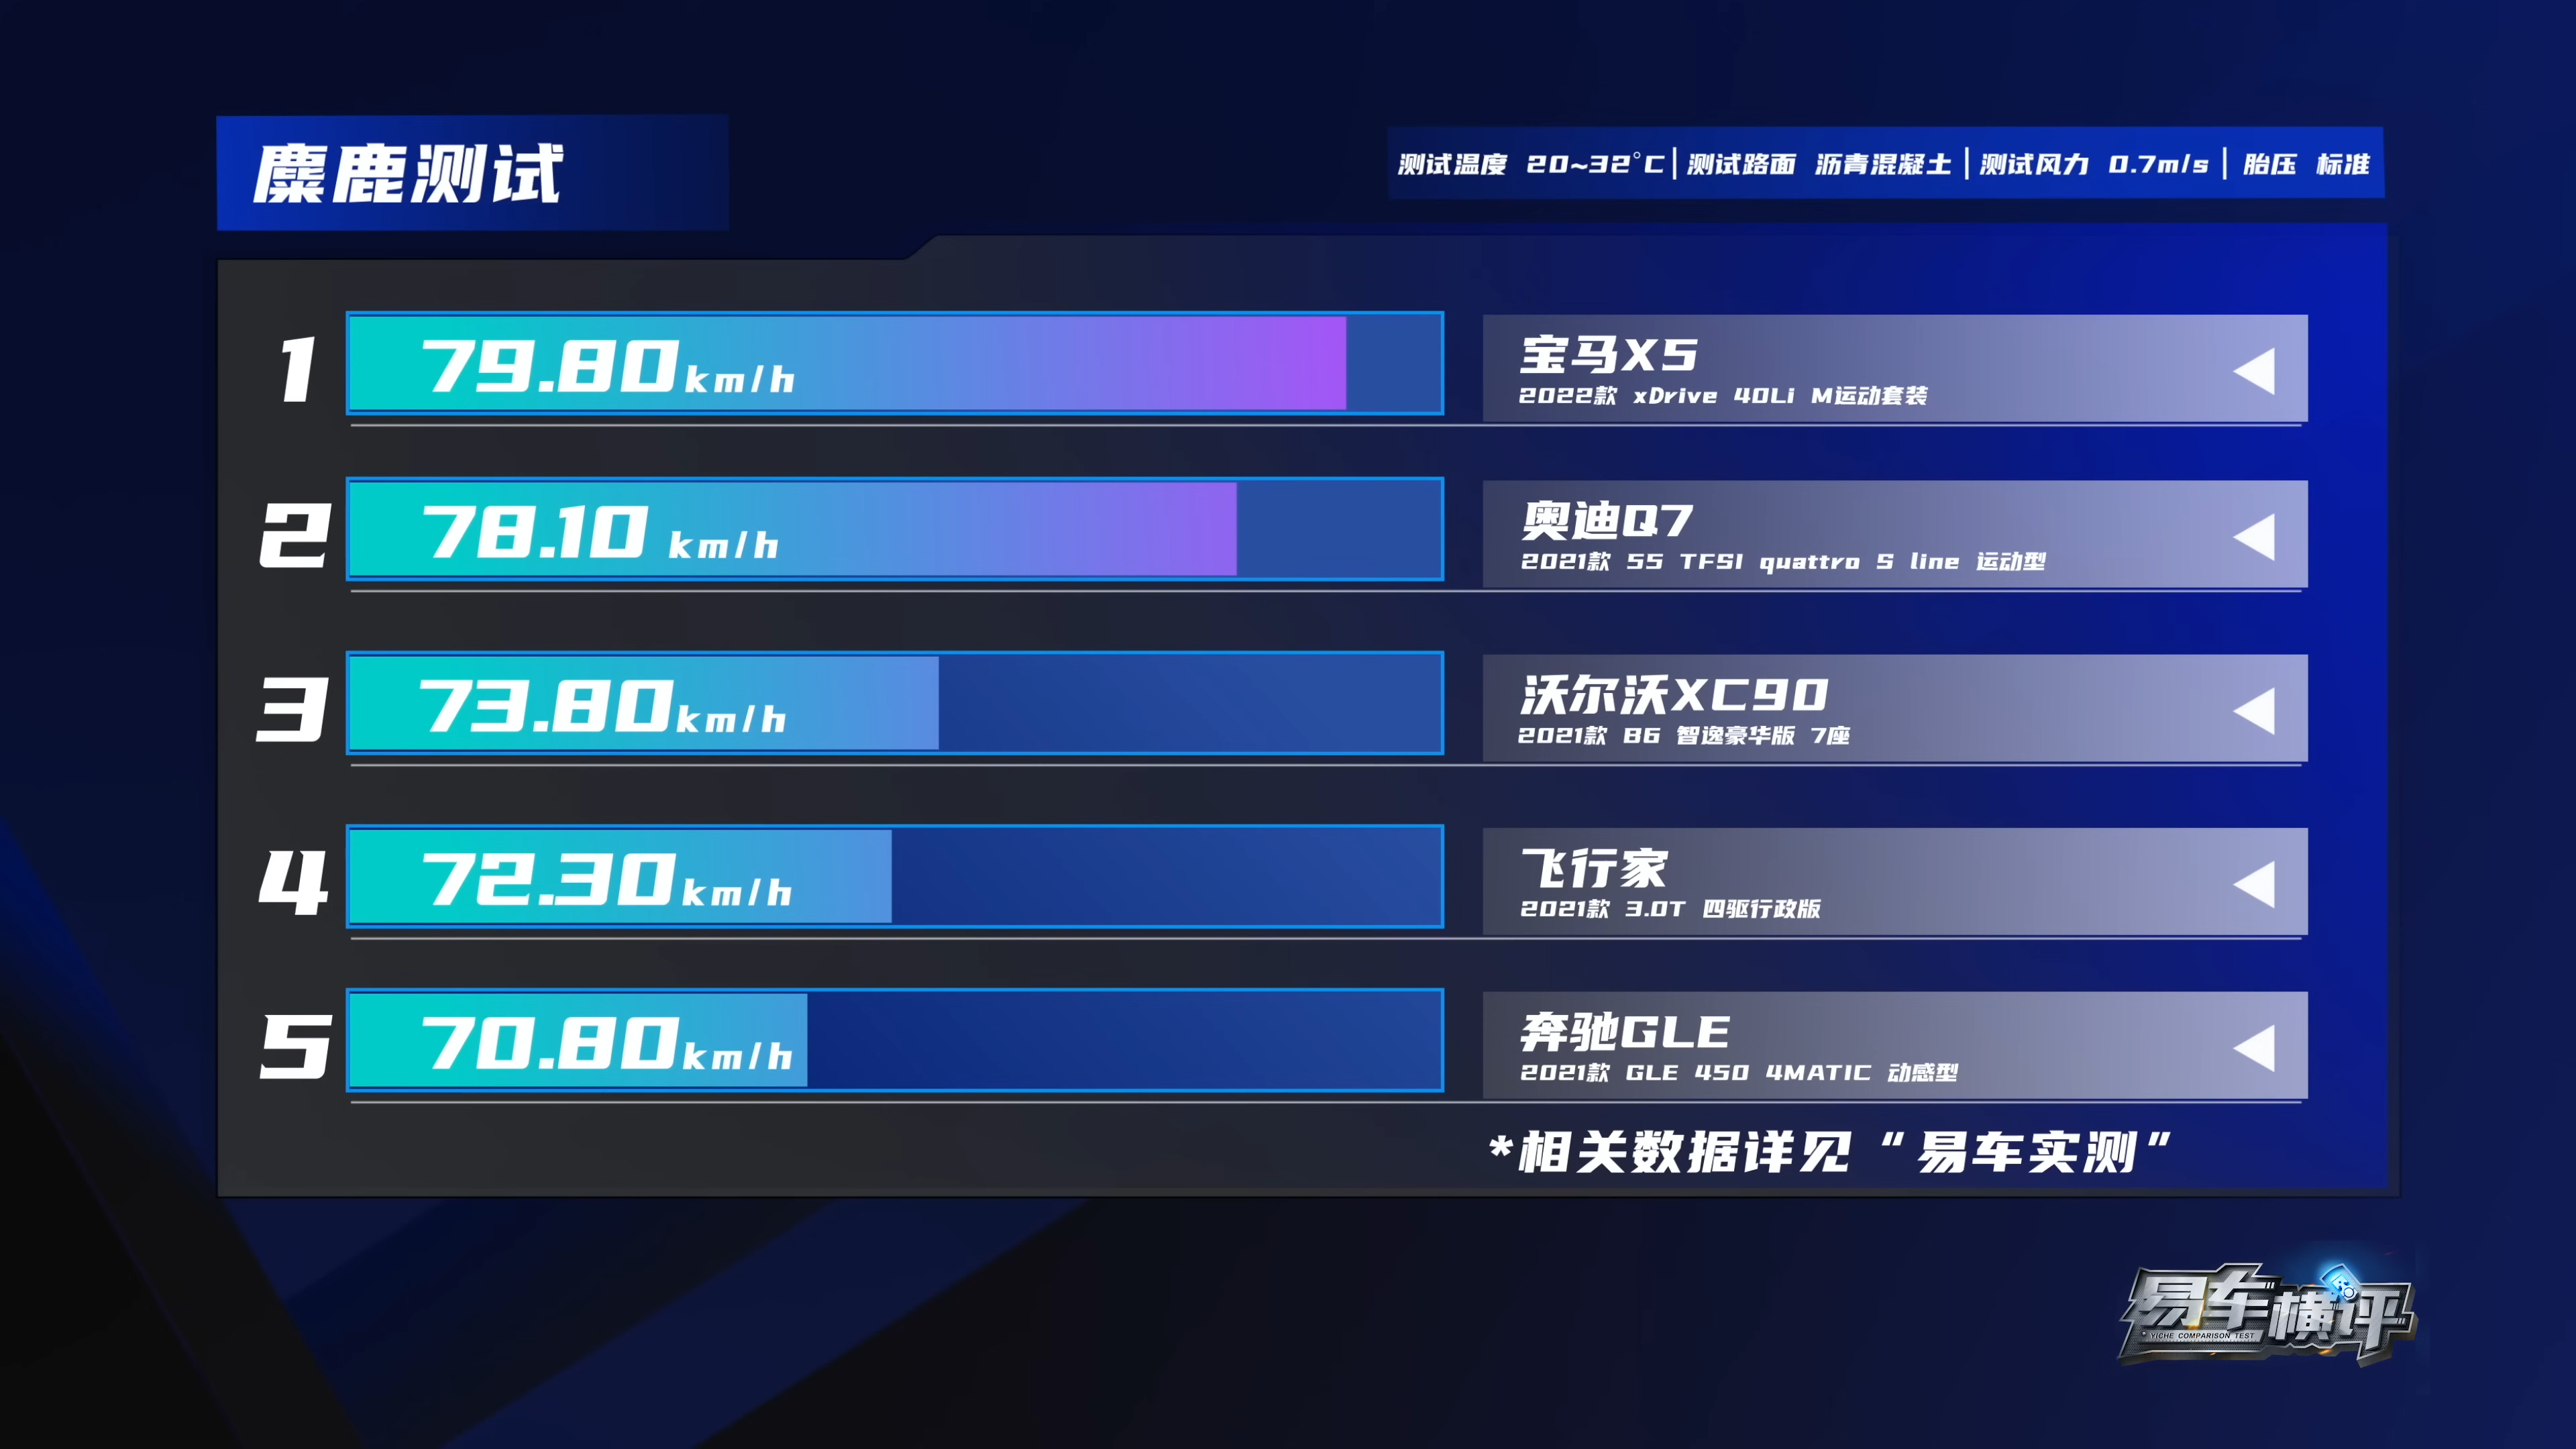 麋鹿测试
测试温度 20~32°C|测试路面 沥青混凝土|测试风力 0.7m/s|胎压 标准
1
79.80km/h
宝马X5
2022款 xDrive 40Li M运动套装
2
78.10 km/h
奥迪Q7
2021款 55 TFSI quattro S line 运动型
3
73.80km/h
沃尔沃XC90
2021款 B6 智逸豪华版 7座
4
72.30km/h
飞行家
2021款 3.0T 四驱行政版
5
70.80km/h
奔驰GLE
2021款 GLE 450 4MATIC 动感型
*相关数据详见“易车实测”
易车横评
YICHE COMPARISON TEST